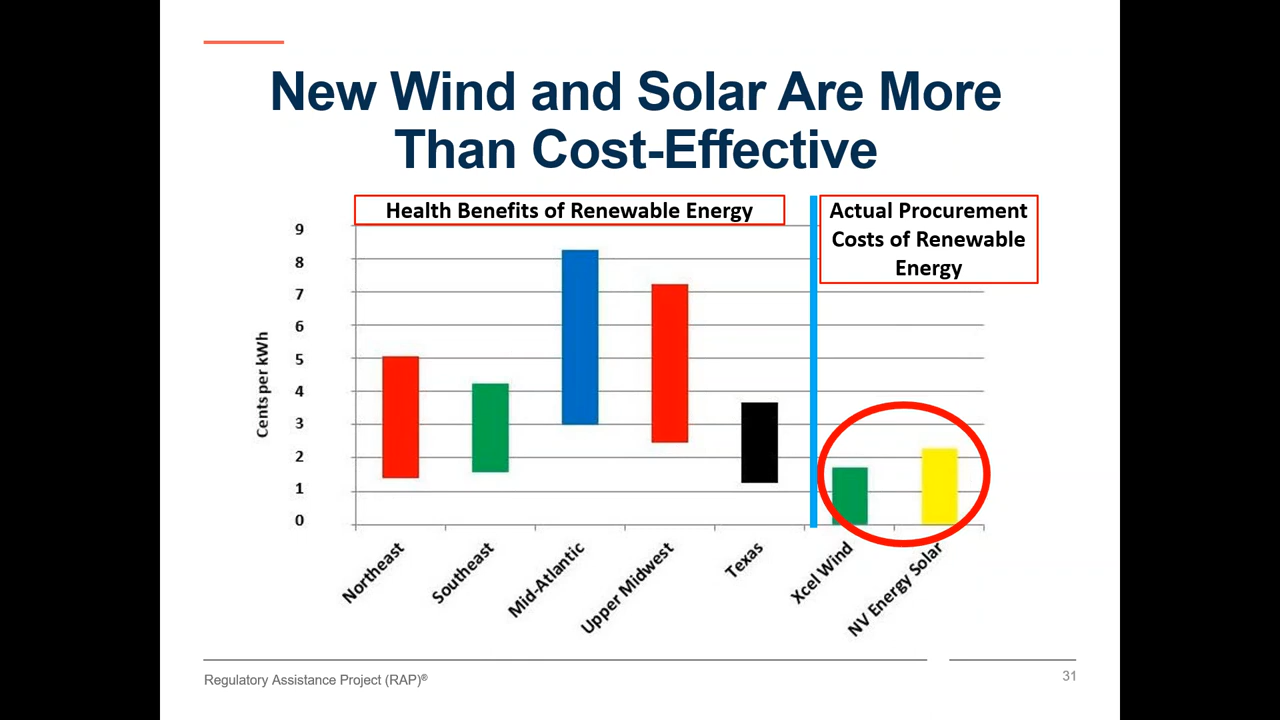 New Wind and Solar Are More
Than Cost-Effective
Health Benefits of Renewable Energy
Actual Procurement
Costs of Renewable
Energy
Cents per kWh
9
8
7
6
5
4
3
2
1
0
Northeast
Southeast
Mid-Atlantic
Upper Midwest
Texas
Xcel Wind
NV Energy Solar
Regulatory Assistance Project (RAP)®
31